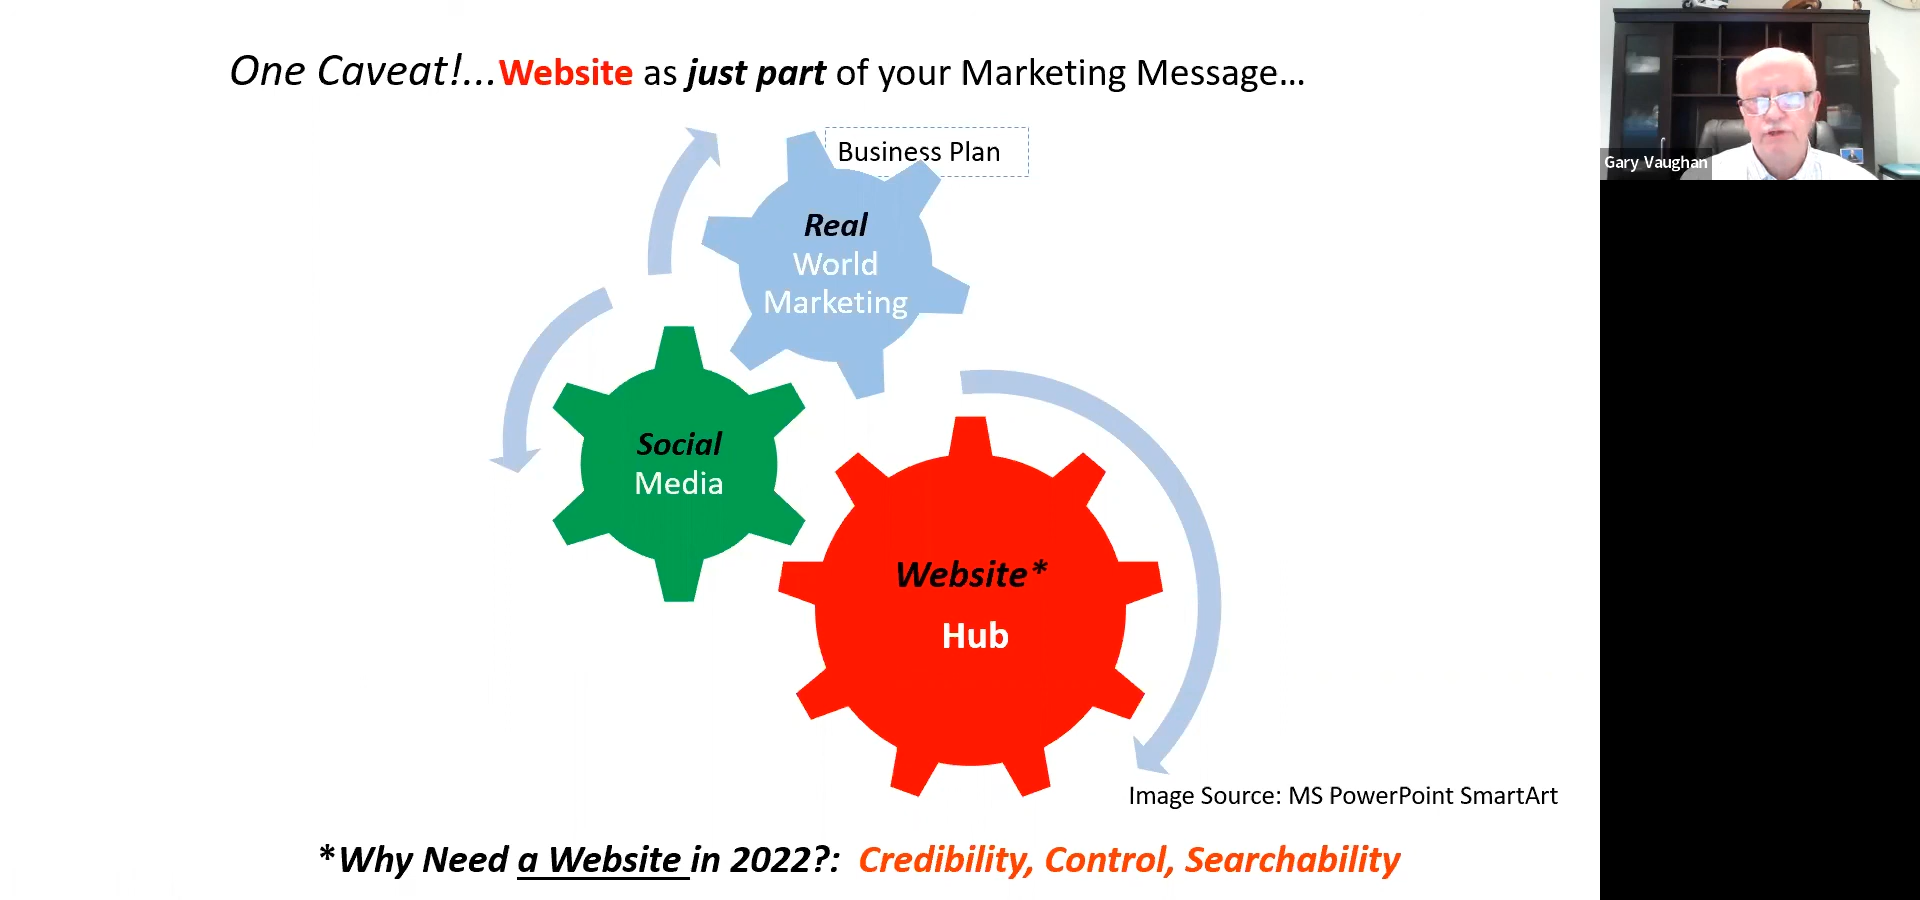 One Caveat!...Website as just part of your Marketing Message...
Gary Vaughan
Business Plan
Real
World
Marketing
Social
Media
Website*
Hub
Image Source: MS PowerPoint SmartArt
*Why Need a Website in 2022?: Credibility, Control, Searchability